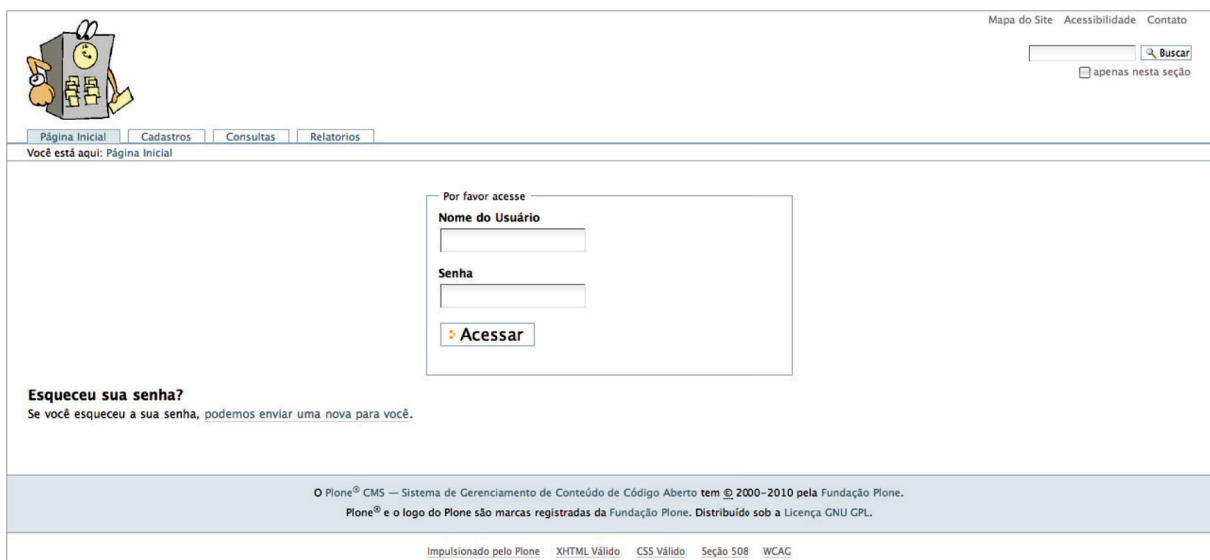 Mapa do Site Acessibilidade Contato
Buscar
apenas nesta seção
Página Inicial Cadastros Consultas Relatorios
Você está aqui: Página Inicial
Por favor acesse
Nome do Usuário
Senha
Acessar
Esqueceu sua senha?
Se você esqueceu a sua senha, podemos enviar uma nova para você.
O Plone® CMS — Sistema de Gerenciamento de Conteúdo de Código Aberto tem © 2000-2010 pela Fundação Plone.
Plone® e o logo do Plone são marcas registradas da Fundação Plone. Distribuído sob a Licença GNU GPL.
Impulsionado pelo Plone XHTML Válido CSS Válido Seção 508 WCAG